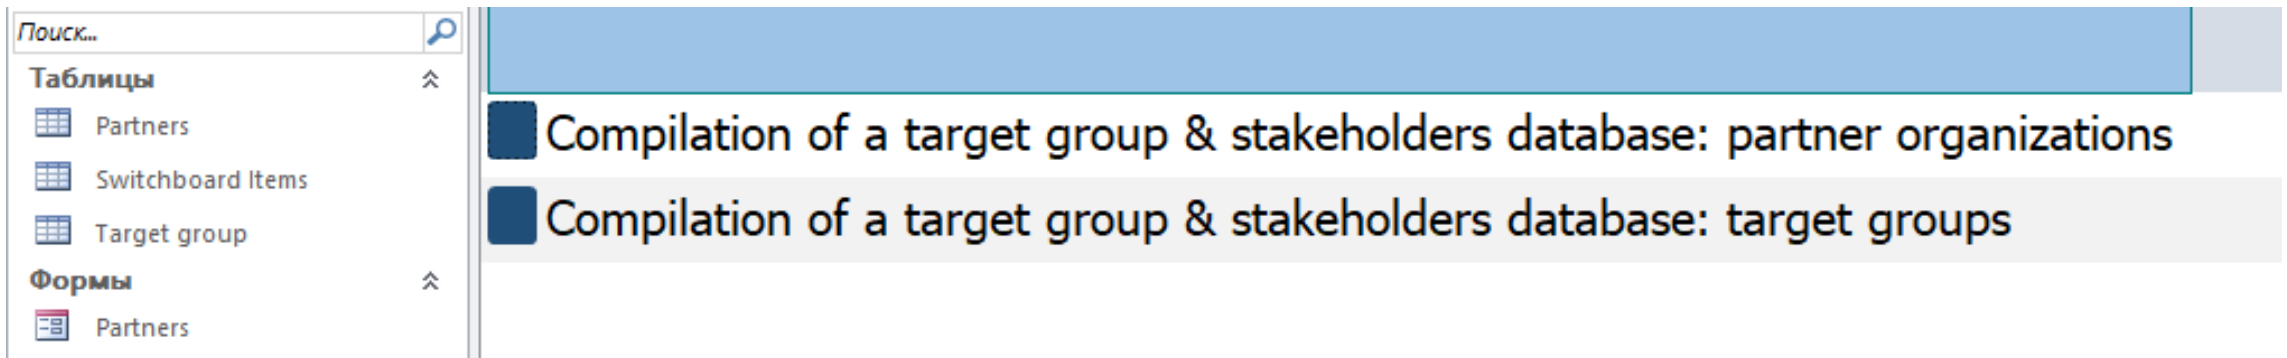 Поиск...
Таблицы
Partners
Switchboard Items
Target group
Формы
Partners
Compilation of a target group & stakeholders database: partner organizations
Compilation of a target group & stakeholders database: target groups